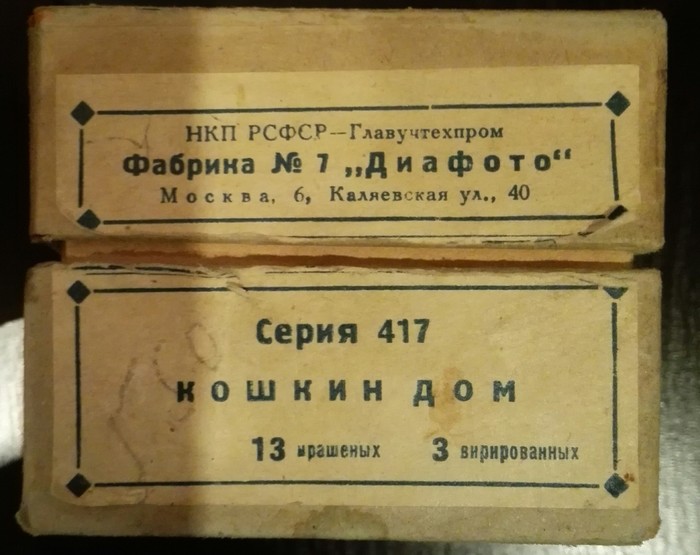 НКП РСФСР—Главучтехпром
Фабрика № 7 „Диафото“
Москва, 6, Каляевская ул., 40
Серия 417
КОШКИН ДОМ
13 крашеных 3 вирированных